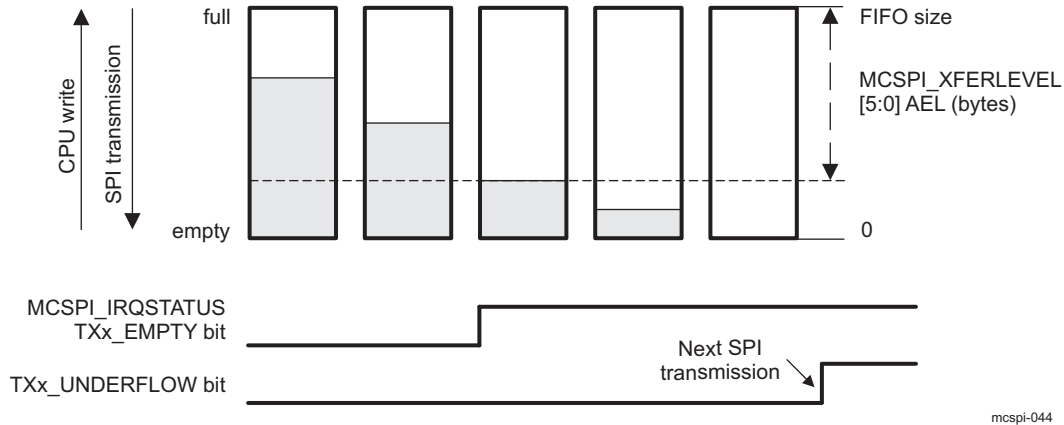 full
FIFO size
CPU write
SPI transmission
MCSPI_XFERLEVEL
[5:0] AEL (bytes)
empty
0
MCSPI_IRQSTATUS
TXx_EMPTY bit
Next SPI
transmission
TXx_UNDERFLOW bit
mcspi-044